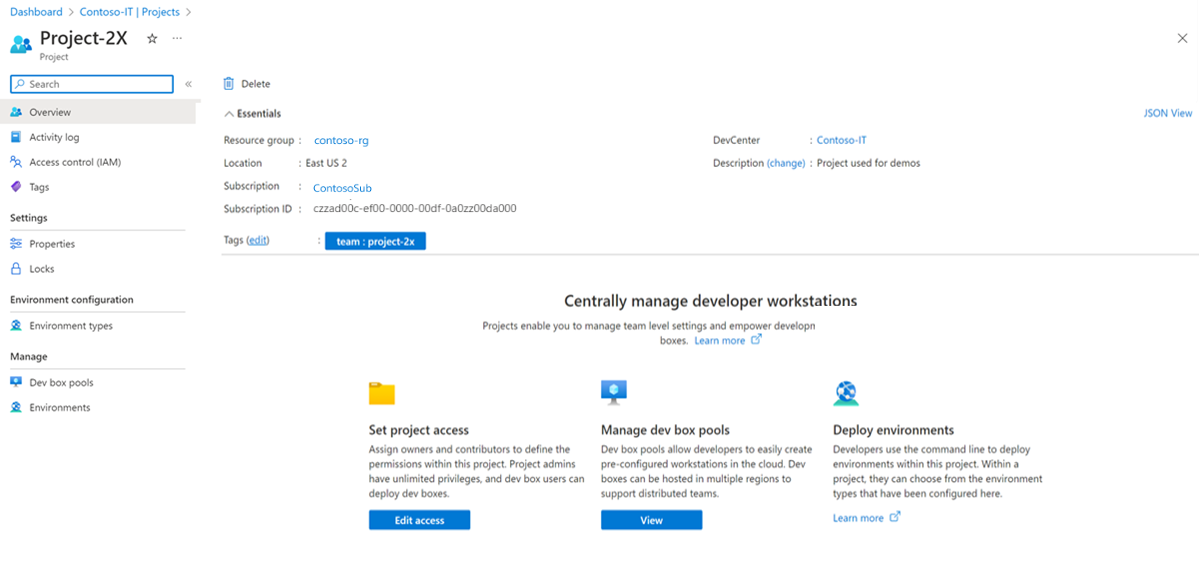 Dashboard > Contoso-IT | Projects >
Project-2X
Project
Search
«
Overview
Activity log
Access control (IAM)
Tags
Settings
Properties
Locks
Environment configuration
Environment types
Manage
Dev box pools
Environments
Delete
Essentials
JSON View
Resource group : contoso-rg
Location : East US 2
Subscription : ContosoSub
Subscription ID : czzad00c-ef00-0000-00df-0a0zz00da000
Tags (edit) : team : project-2x
DevCenter : Contoso-IT
Description (change) : Project used for demos
Centrally manage developer workstations
Projects enable you to manage team level settings and empower developn
boxes. Learn more
Set project access
Assign owners and contributors to define the
permissions within this project. Project admins
have unlimited privileges, and dev box users can
deploy dev boxes.
Edit access
Manage dev box pools
Dev box pools allow developers to easily create
pre-configured workstations in the cloud. Dev
boxes can be hosted in multiple regions to
support distributed teams.
View
Deploy environments
Developers use the command line to deploy
environments within this project. Within a
project, they can choose from the environment
types that have been configured here.
Learn more